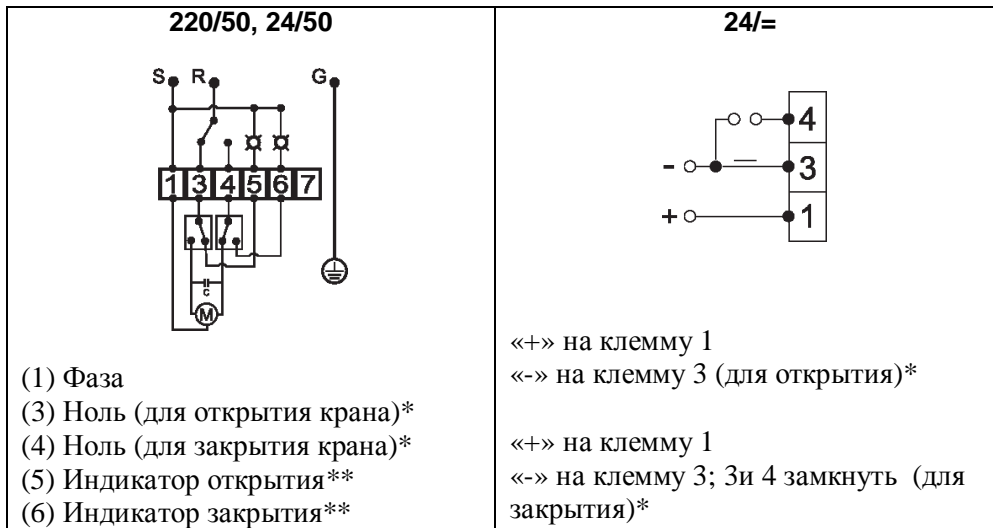 220/50, 24/50
S R G
1 3 4 5 6 7
c
M
(1) Фаза
(3) Ноль (для открытия крана)*
(4) Ноль (для закрытия крана)*
(5) Индикатор открытия**
(6) Индикатор закрытия**
24/=
4
- 3
+ 1
«+» на клемму 1
«-» на клемму 3 (для открытия)*
«+» на клемму 1
«-» на клемму 3; 3и 4 замкнуть (для
закрытия)*